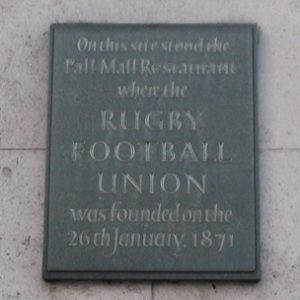 On this site stood the
Pall Mall Restaurant
where the
RUGBY
FOOTBALL
UNION
was founded on the
26th January, 1871